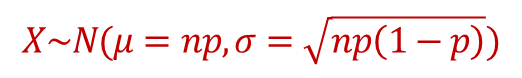 X~N(μ = np, σ = √np(1 − p))